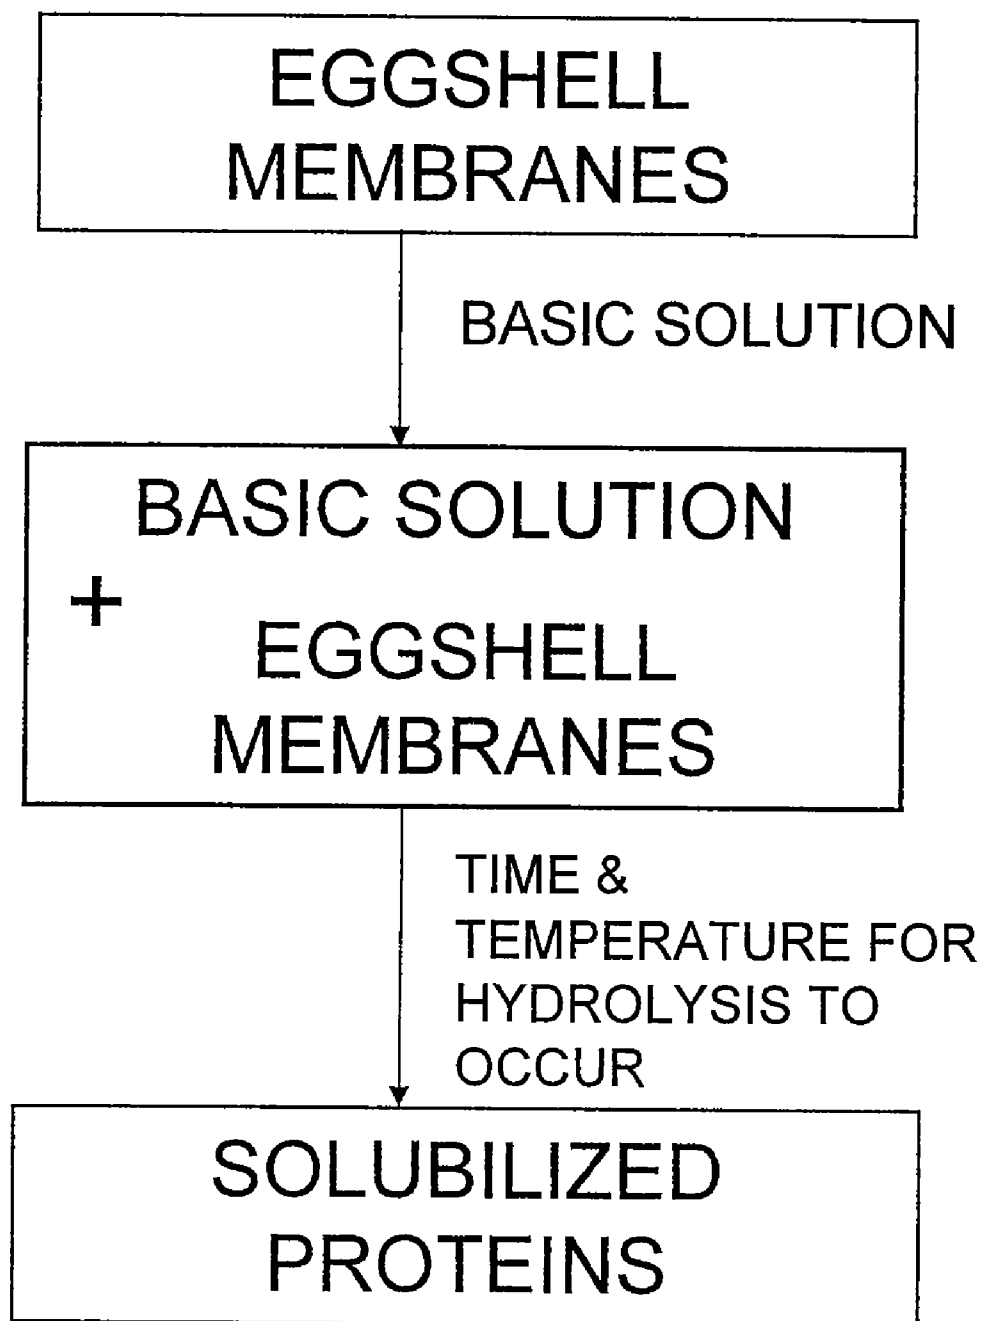 EGGSHELL
MEMBRANES
BASIC SOLUTION
BASIC SOLUTION
+
EGGSHELL
MEMBRANES
TIME &
TEMPERATURE FOR
HYDROLYSIS TO
OCCUR
SOLUBILIZED
PROTEINS